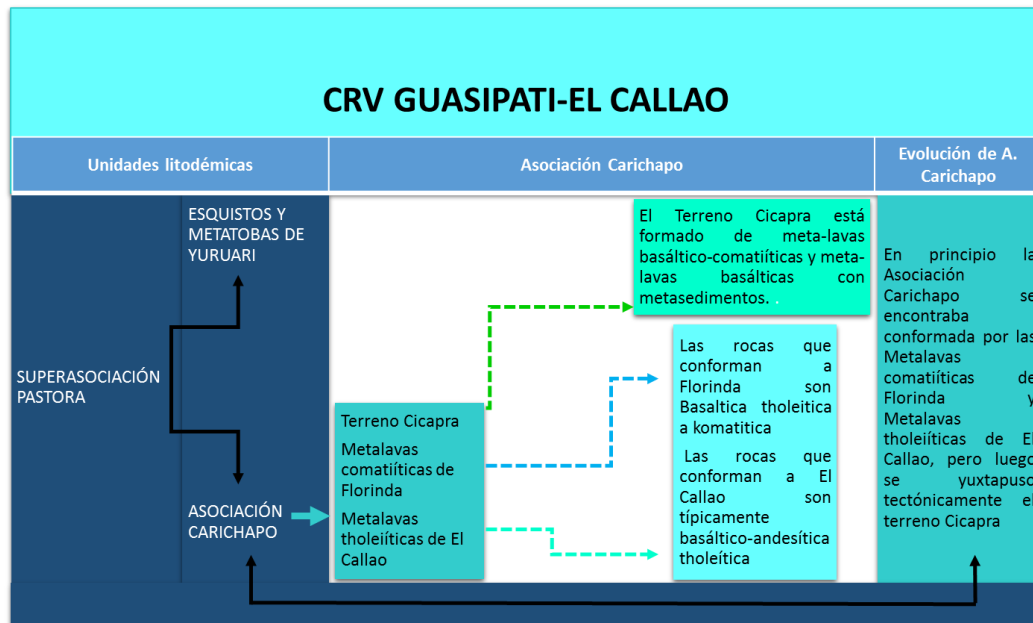 CRV GUASIPATI-EL CALLAO
Unidades litodémicas
Asociación Carichapo
Evolución de A.
Carichapo
SUPERASOCIACIÓN
PASTORA
ESQUISTOS Y
METATOBAS DE
YURUARI
ASOCIACIÓN
CARICHAPO
Terreno Cicapra
Metalavas
comatiíticas de
Florinda
Metalavas
tholeiíticas de El
Callao
El Terreno Cicapra está
formado de meta-lavas
basáltico-comatiíticas y meta-
lavas basálticas con
metasedimentos. .
Las rocas que
conforman a
Florinda son
Basaltica tholeitica
a komatitica
Las rocas que
conforman a El
Callao son
típicamente
basáltico-andesítica
tholeítica
En principio la
Asociación
Carichapo se
encontraba
conformada por las
Metalavas
comatiíticas de
Florinda y
Metalavas
tholeiíticas de El
Callao, pero luego
se yuxtapuso
tectónicamente el
terreno Cicapra